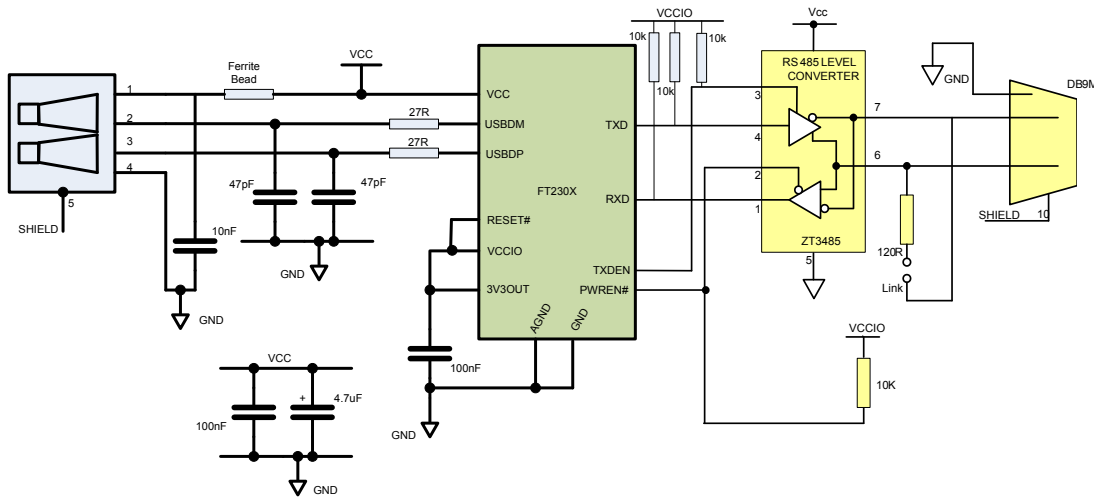 VCCIO
Vcc
10k
10k
10k
VCC
Ferrite
Bead
RS 485 LEVEL
CONVERTER
GND
DB9M
1
2
3
4
5
SHIELD
27R
27R
47pF
47pF
10nF
GND
GND
VCC
USBDM
USBDP
FT230X
RESET#
VCCIO
3V3OUT
AGND
GND
TXD
RXD
TXDEN
PWREN#
3
4
2
1
7
6
ZT3485
5
120R
Link
SHIELD
10
100nF
GND
VCCIO
10K
VCC
100nF
+
4.7uF
GND